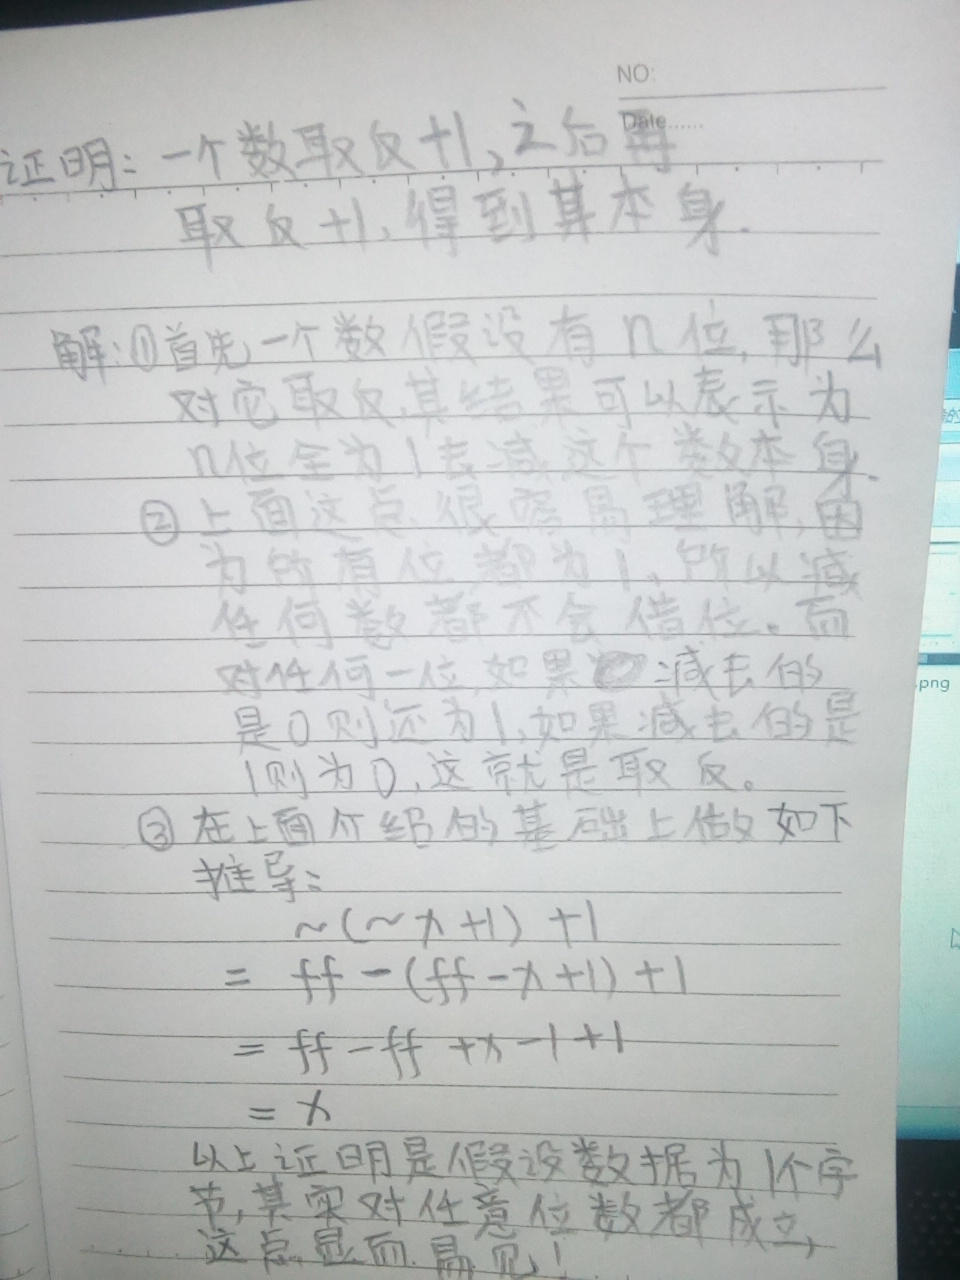 NO:
Date......
证明：一个数取反+1，之后再
取反+1，得到其本身.
解：①首先一个数假设有n位，那么
对它取反，其结果可以表示为
n位全为1去减这个数本身.
②上面这点很容易理解，因
为所有位都为1，所以减
任何数都不会借位。而
对任何一位，如果减去的
是0则还为1，如果减去的是
1则为0，这就是取反。
③在上面介绍的基础上做如下
推导：
~(~x+1)+1
= ff-(ff-x+1)+1
= ff-ff+x-1+1
= x
以上证明是假设数据为1个字
节，其实对任意位数都成立，
这点显而易见！
.png